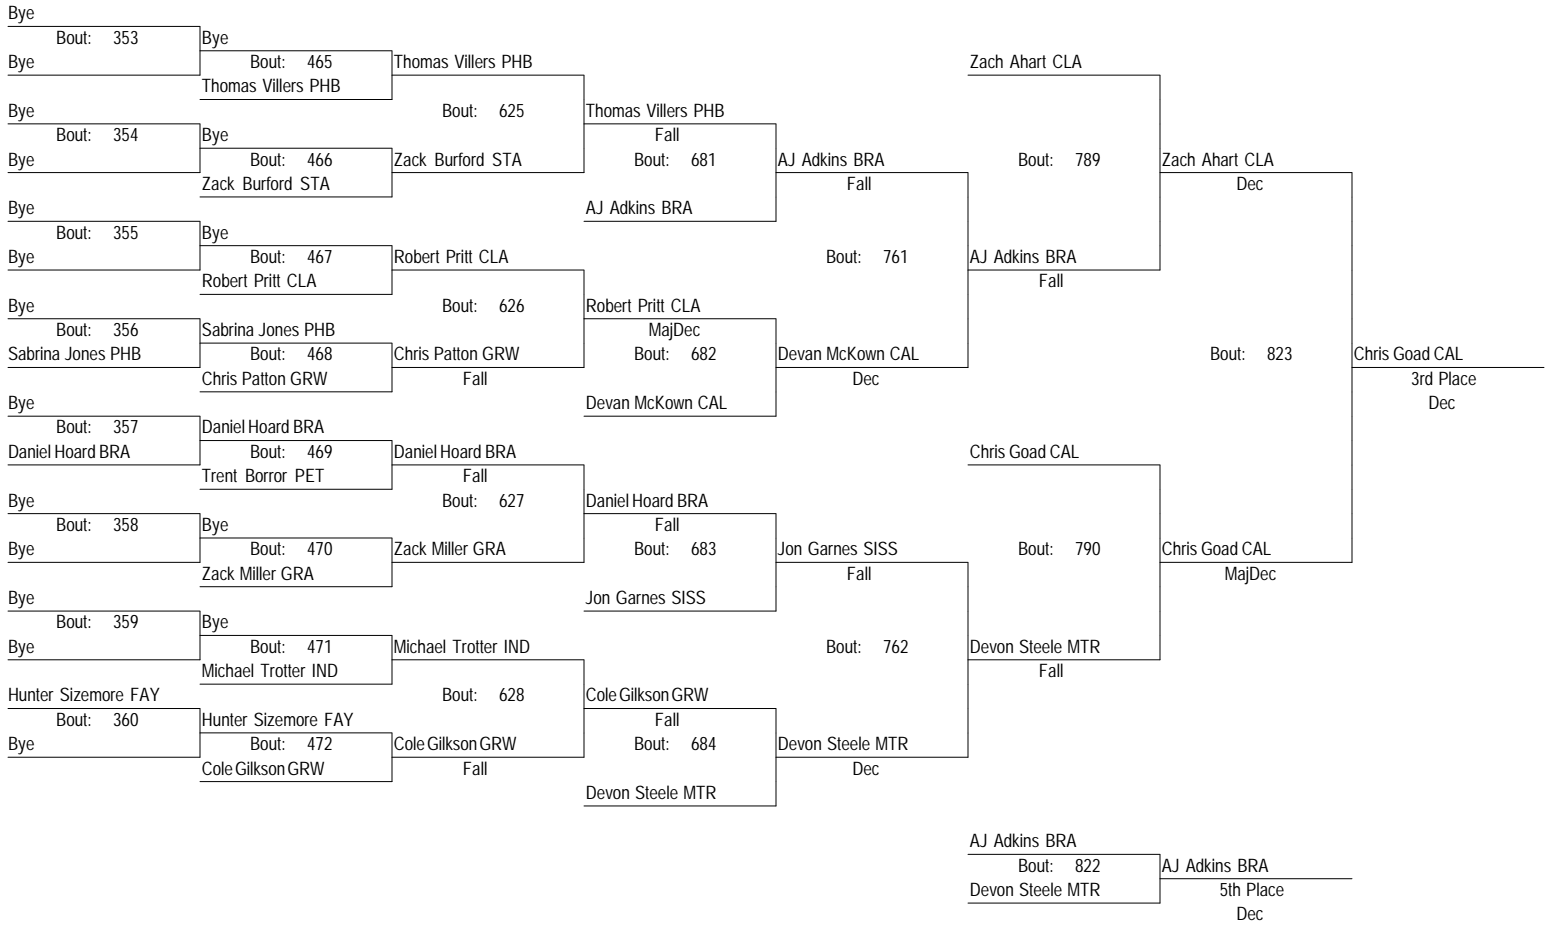 Bye
Bout: 353
Bye
Bye
Bout: 354
Bye
Bye
Bout: 355
Bye
Bye
Bout: 356
Sabrina Jones PHB
Bye
Bout: 357
Daniel Hoard BRA
Bye
Bout: 358
Bye
Bye
Bout: 359
Bye
Hunter Sizemore FAY
Bout: 360
Bye
Bye
Bout: 465
Thomas Villers PHB
Bye
Bout: 466
Zack Burford STA
Bye
Bout: 467
Robert Pritt CLA
Sabrina Jones PHB
Bout: 468
Chris Patton GRW
Daniel Hoard BRA
Bout: 469
Trent Borror PET
Bye
Bout: 470
Zack Miller GRA
Bye
Bout: 471
Michael Trotter IND
Hunter Sizemore FAY
Bout: 472
Cole Gilkson GRW
Thomas Villers PHB
Bout: 625
Zack Burford STA
Robert Pritt CLA
Bout: 626
Chris Patton GRW
Fall
Daniel Hoard BRA
Fall
Bout: 627
Zack Miller GRA
Michael Trotter IND
Bout: 628
Cole Gilkson GRW
Fall
Thomas Villers PHB
Fall
Bout: 681
AJ Adkins BRA
Robert Pritt CLA
MajDec
Bout: 682
Devan McKown CAL
Daniel Hoard BRA
Fall
Bout: 683
Jon Garnes SISS
Cole Gilkson GRW
Fall
Bout: 684
Devon Steele MTR
AJ Adkins BRA
Fall
Bout: 761
Devan McKown CAL
Dec
Jon Garnes SISS
Fall
Bout: 762
Devon Steele MTR
Dec
Zach Ahart CLA
Bout: 789
AJ Adkins BRA
Fall
Chris Goad CAL
Bout: 790
Devon Steele MTR
Fall
Zach Ahart CLA
Dec
Bout: 823
Chris Goad CAL
MajDec
Chris Goad CAL
3rd Place
Dec
AJ Adkins BRA
Bout: 822
Devon Steele MTR
AJ Adkins BRA
5th Place
Dec